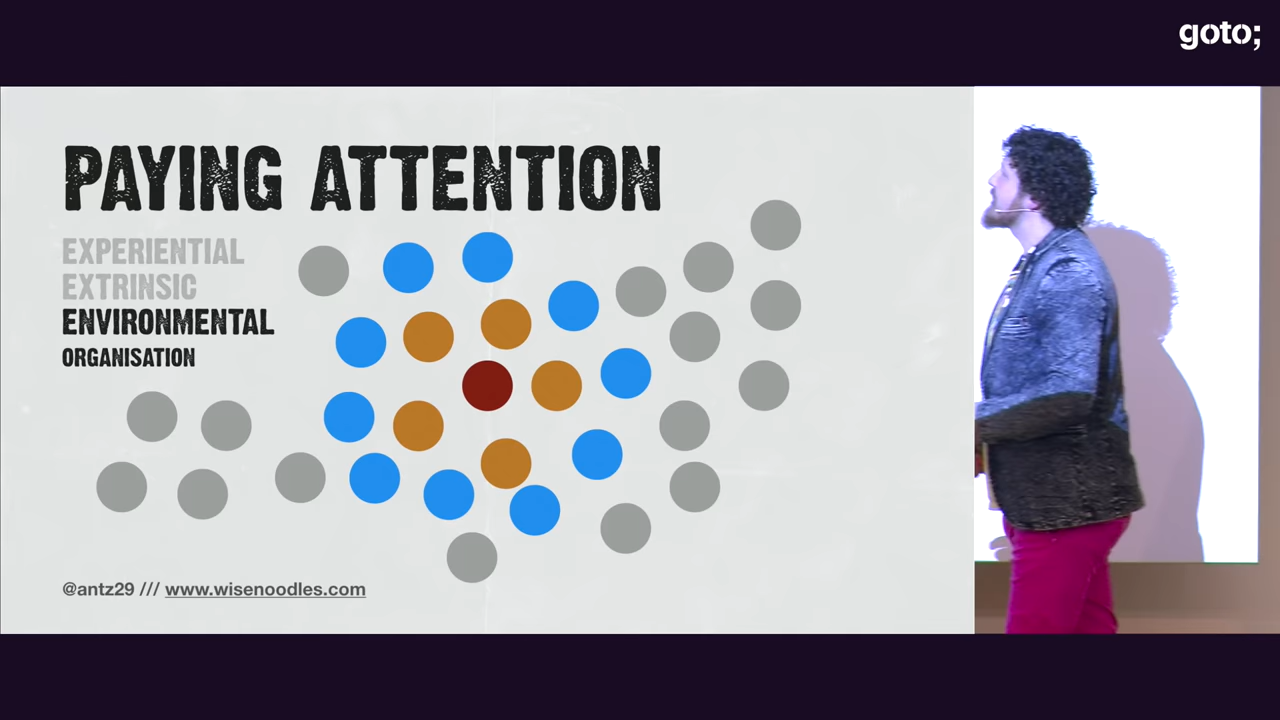 goto;
PAYING ATTENTION
EXPERIENTIAL
EXTRINSIC
ENVIRONMENTAL
ORGANISATION
@antz29 /// www.wisenoodles.com